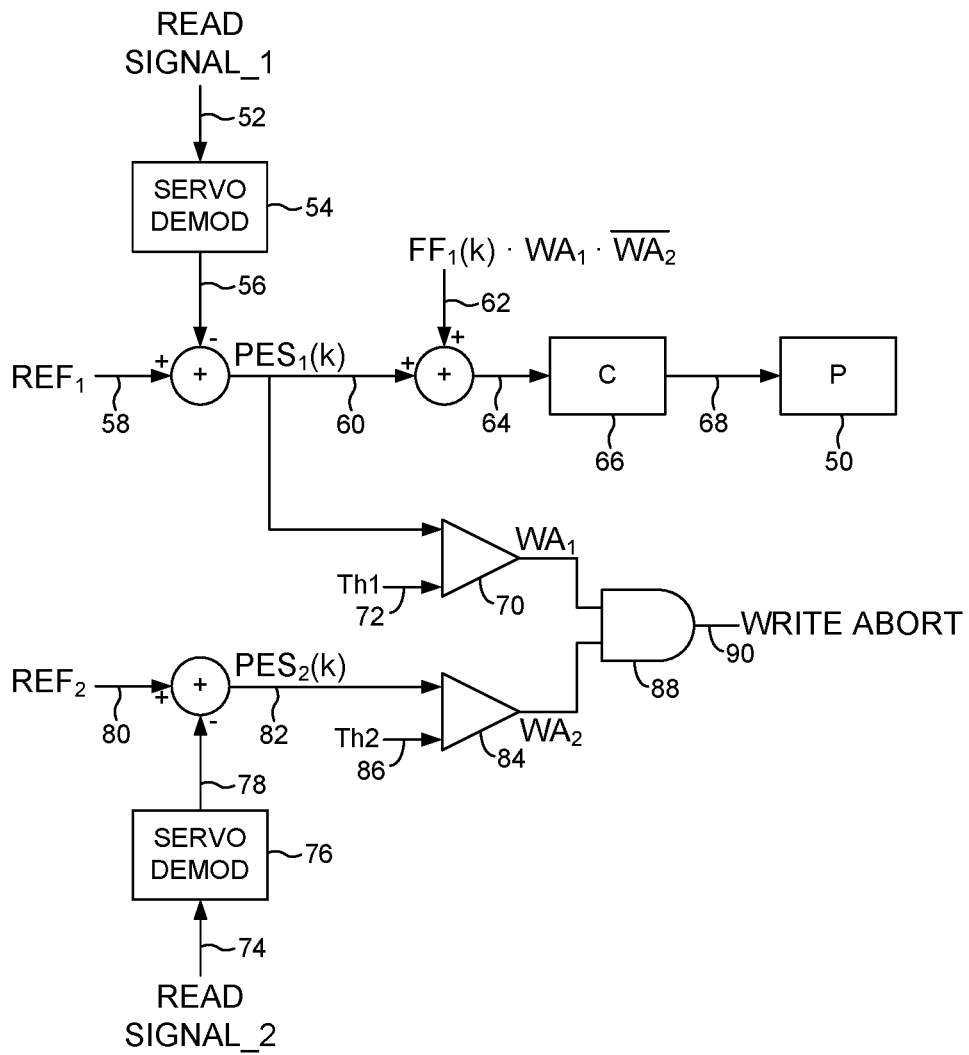 READ
SIGNAL_1
52
SERVO
DEMOD
54
FF₁(k) · WA₁ · W̅A̅₂
56
62
-
+
REF₁
+
+
PES₁(k)
+
+
C
P
58
60
64
68
66
50
WA₁
Th1
72
70
WRITE ABORT
90
88
REF₂
+
+
-
PES₂(k)
80
82
Th2
86
84
WA₂
78
SERVO
DEMOD
76
74
READ
SIGNAL_2